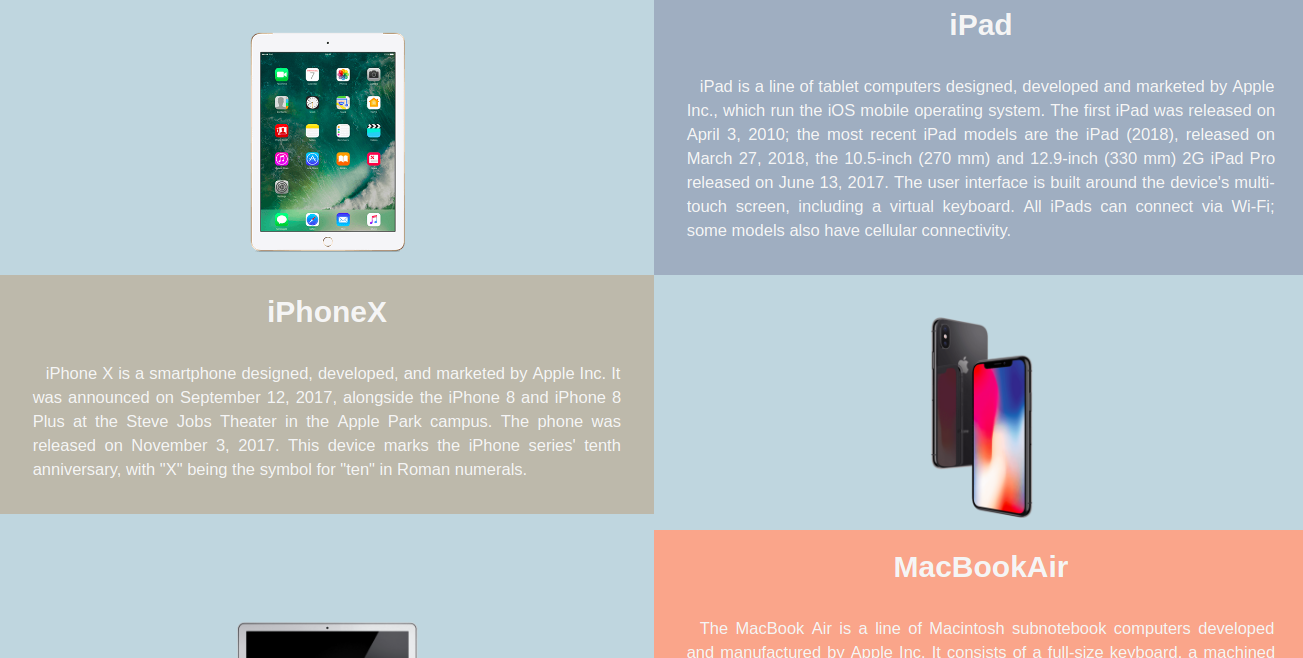 iPad
iPad is a line of tablet computers designed, developed and marketed by Apple
Inc., which run the iOS mobile operating system. The first iPad was released on
April 3, 2010; the most recent iPad models are the iPad (2018), released on
March 27, 2018, the 10.5-inch (270 mm) and 12.9-inch (330 mm) 2G iPad Pro
released on June 13, 2017. The user interface is built around the device's multi-
touch screen, including a virtual keyboard. All iPads can connect via Wi-Fi;
some models also have cellular connectivity.
iPhoneX
iPhone X is a smartphone designed, developed, and marketed by Apple Inc. It
was announced on September 12, 2017, alongside the iPhone 8 and iPhone 8
Plus at the Steve Jobs Theater in the Apple Park campus. The phone was
released on November 3, 2017. This device marks the iPhone series' tenth
anniversary, with "X" being the symbol for "ten" in Roman numerals.
MacBookAir
The MacBook Air is a line of Macintosh subnotebook computers developed
and manufactured by Apple Inc. It consists of a full-size keyboard, a machined